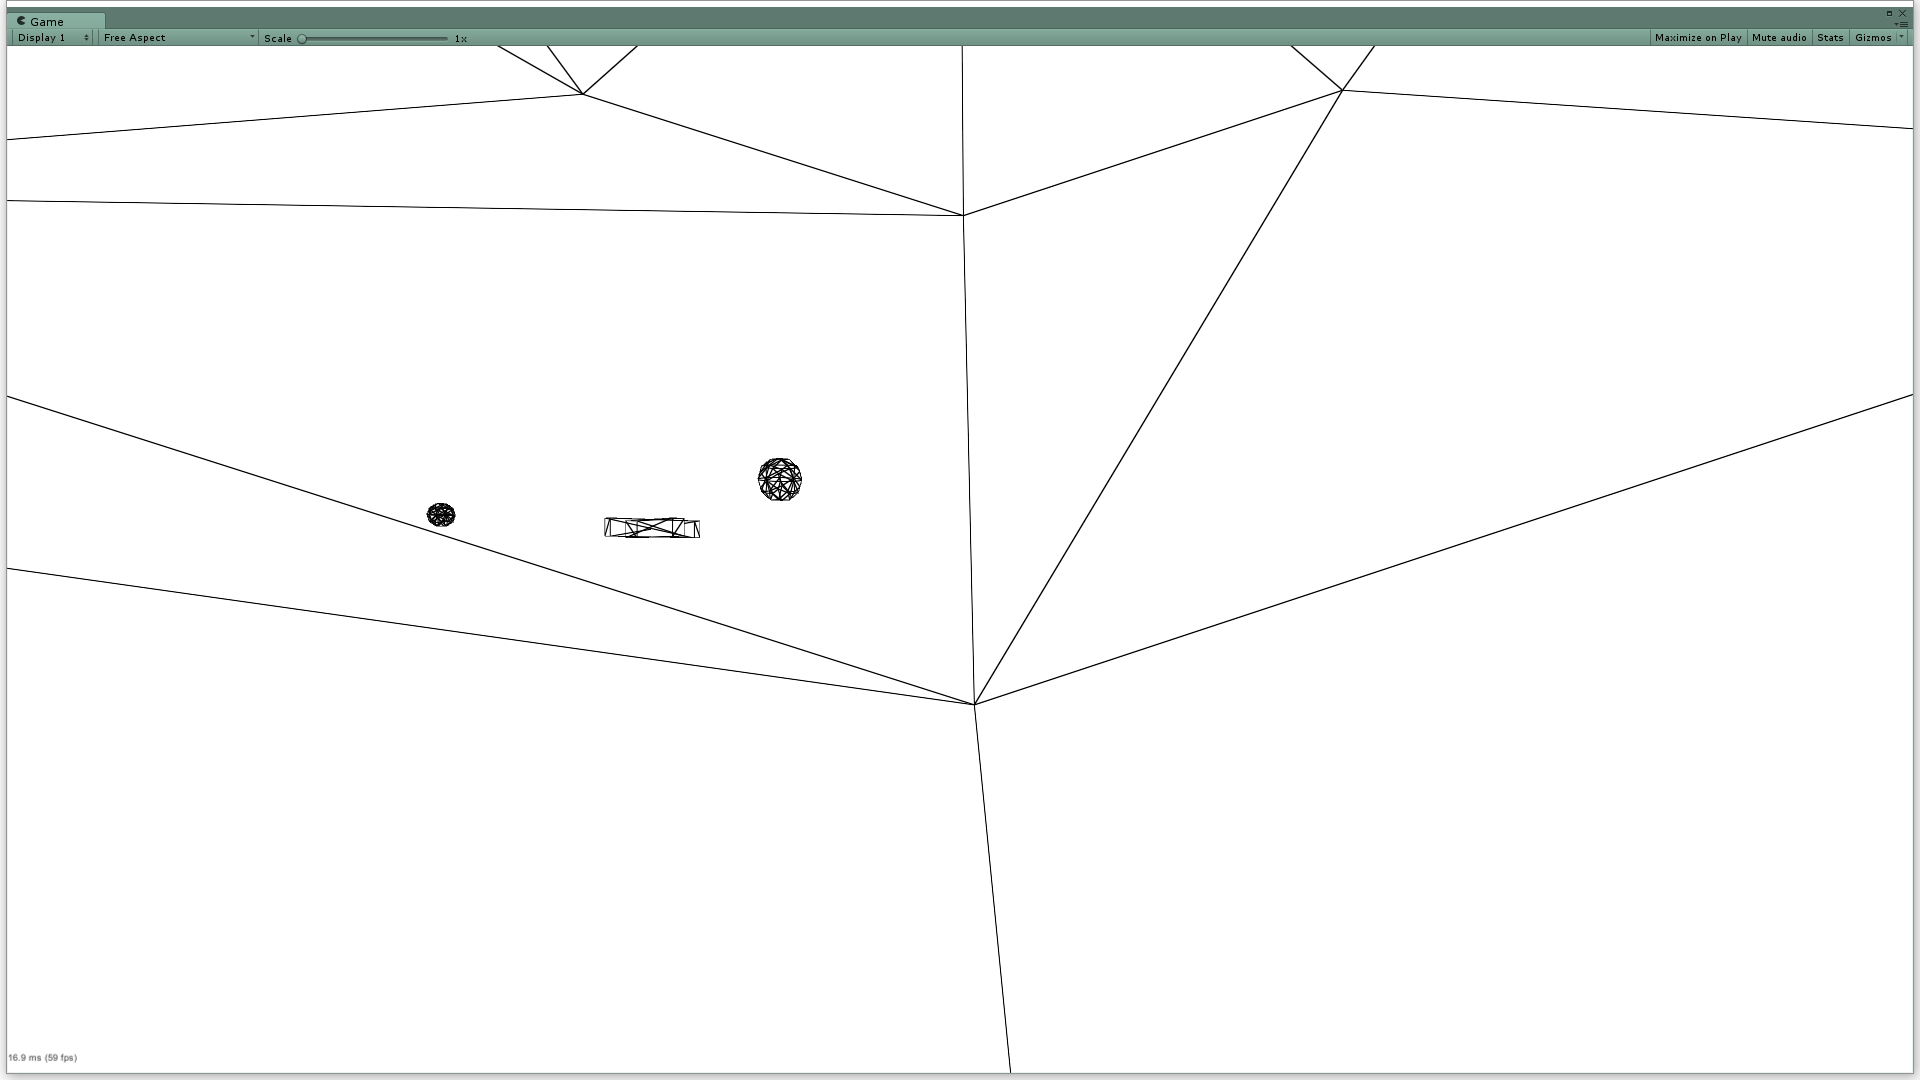 Game
Display 1 Free Aspect Scale 1x Maximize on Play Mute audio Stats Gizmos
16.9 ms (59 fps)